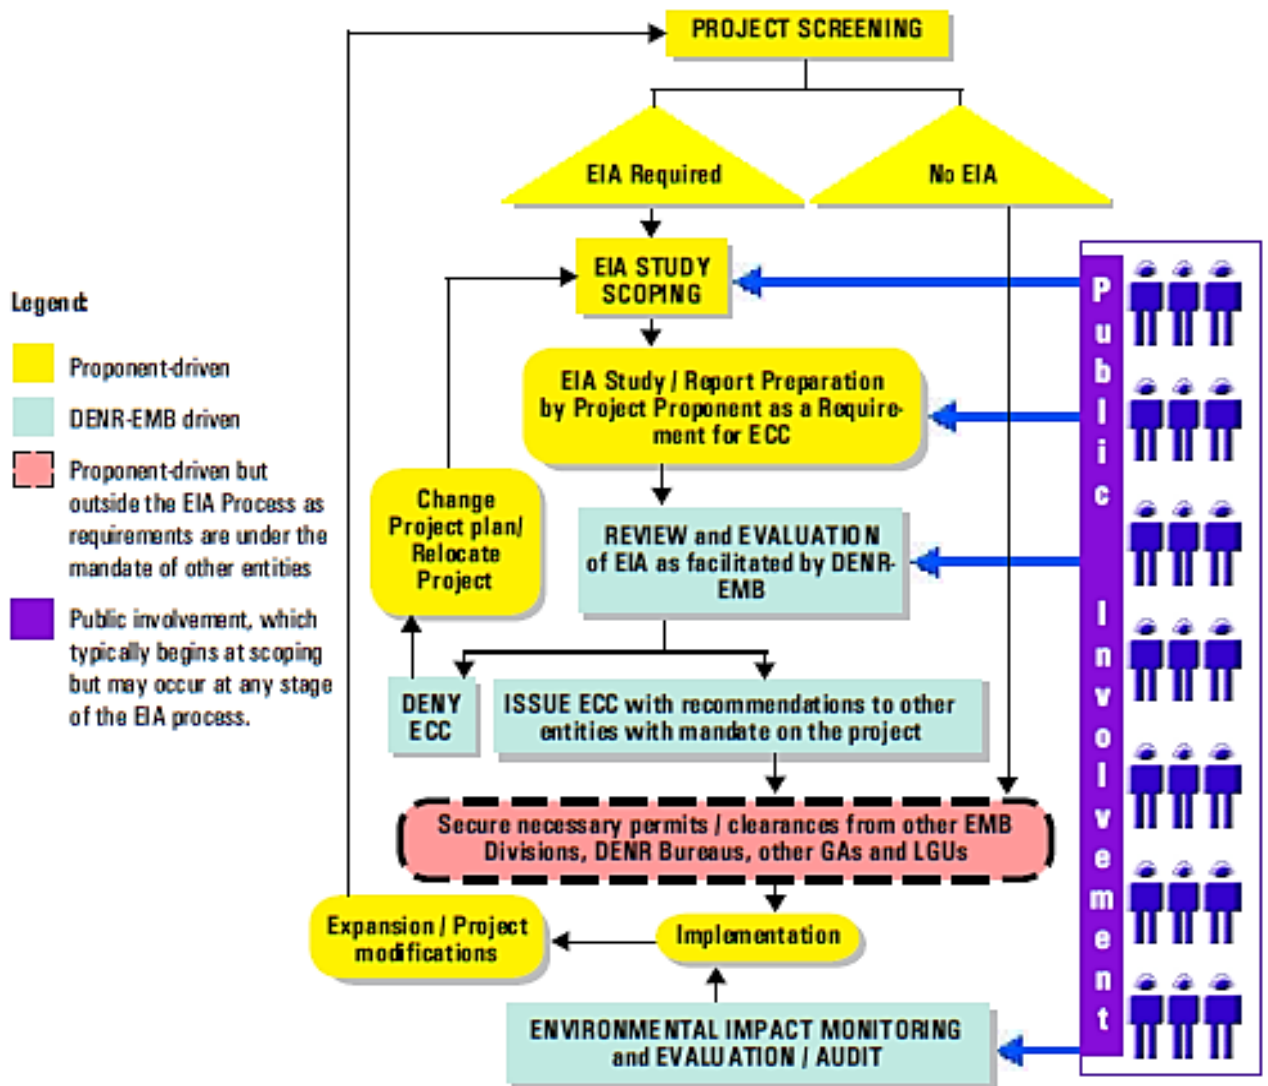 PROJECT SCREENING
EIA Required
No EIA
EIA STUDY
SCOPING
EIA Study / Report Preparation
by Project Proponent as a Require-
ment for ECC
Change
Project plan/
Relocate
Project
REVIEW and EVALUATION
of EIA as facilitated by DENR-
EMB
DENY
ECC
ISSUE ECC with recommendations to other
entities with mandate on the project
Secure necessary permits / clearances from other EMB
Divisions, DENR Bureaus, other GAs and LGUs
Expansion / Project
modifications
Implementation
ENVIRONMENTAL IMPACT MONITORING
and EVALUATION / AUDIT
Legend:
Proponent-driven
DENR-EMB driven
Proponent-driven but
outside the EIA Process as
requirements are under the
mandate of other entities
Public involvement, which
typically begins at scoping
but may occur at any stage
of the EIA process.
Public Involvement